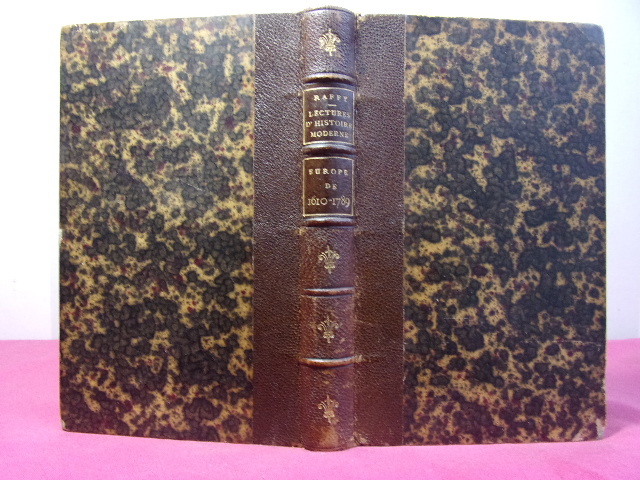 RAFFY
LECTURES
D'HISTOIRE
MODERNE
EUROPE
DE
1610-1789